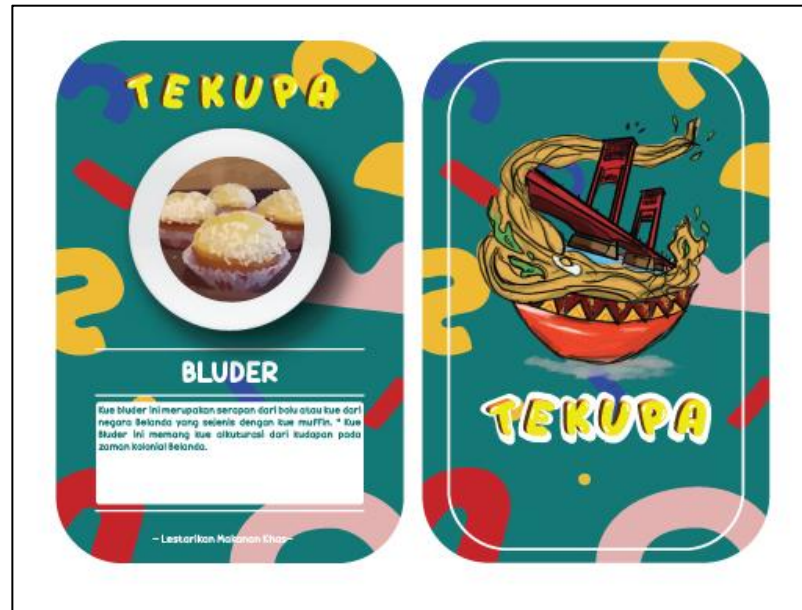 TEKUPA
BLUDER
Kue bluder ini merupakan serapan dari bolu atau kue dari
negara Belanda yang sejenis dengan kue muffin. " Kue
Bluder ini memang kue alkuturasi dari kudapan pada
zaman kolonial Belanda.
~ Lestarikan Makanan Khas ~
TEKUPA